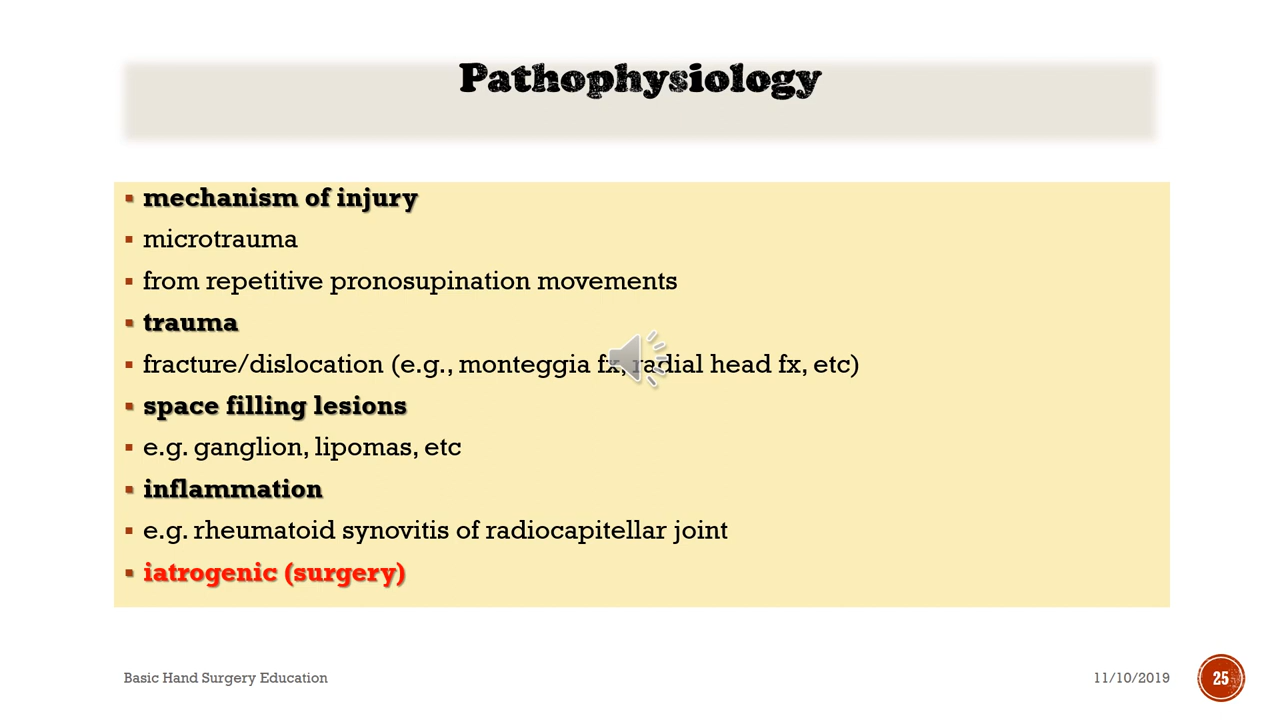 Pathophysiology
mechanism of injury
microtrauma
from repetitive pronosupination movements
trauma
fracture/dislocation (e.g., monteggia fx, radial head fx, etc)
space filling lesions
e.g. ganglion, lipomas, etc
inflammation
e.g. rheumatoid synovitis of radiocapitellar joint
iatrogenic (surgery)
Basic Hand Surgery Education
11/10/2019
25